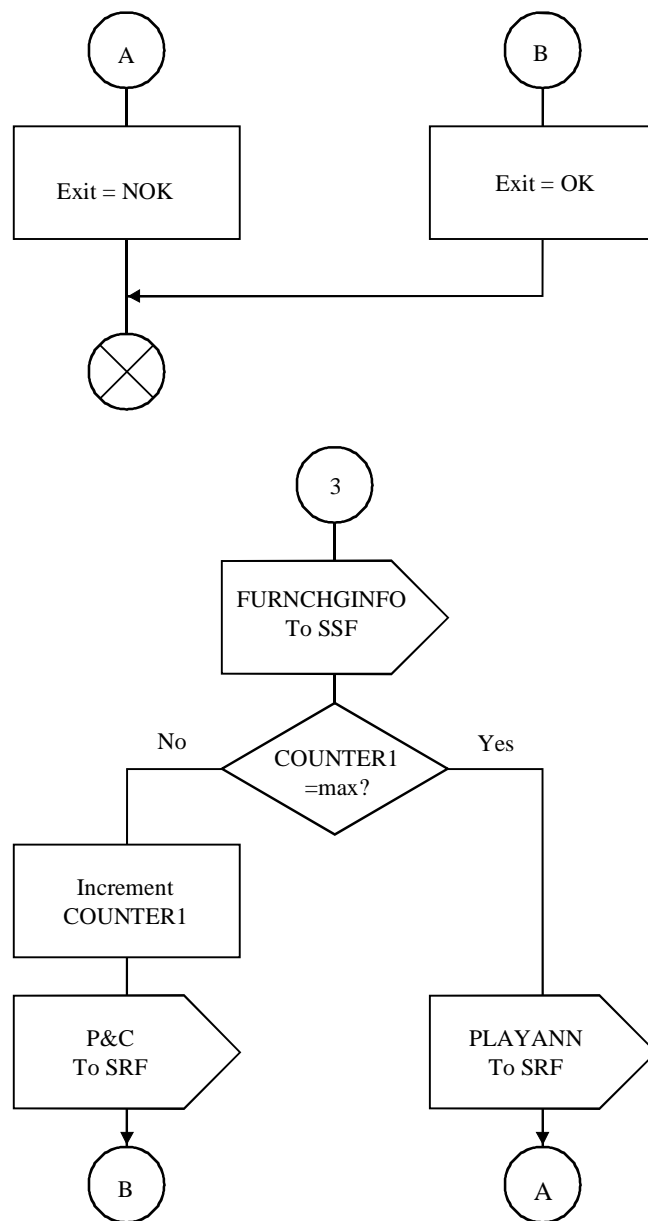 A
B
Exit = NOK
Exit = OK
3
FURNCHGINFO
To SSF
No
Yes
COUNTER1
=max?
Increment
COUNTER1
P&C
To SRF
PLAYANN
To SRF
B
A